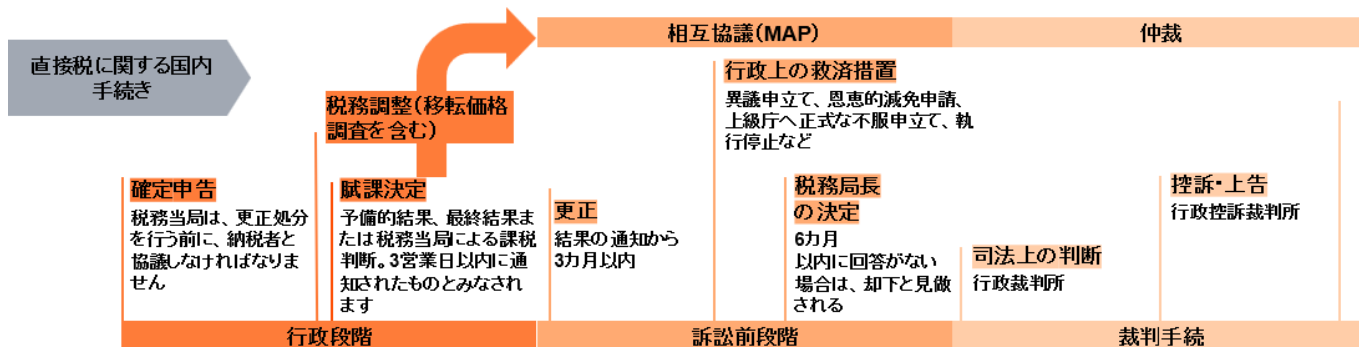 相互協議(MAP)
仲裁
直接税に関する国内
手続き
税務調整(移転価格
調査を含む)
行政上の救済措置
異議申立て、恩恵的減免申請、
上級庁へ正式な不服申立て、執
行停止など
確定申告
税務当局は、更正処分
を行う前に、納税者と
協議しなければなりま
せん
賦課決定
予備的結果、最終結果ま
たは税務当局による課税
判断。3営業日以内に通
知されたものとみなされ
ます
更正
結果の通知から
3カ月以内
税務局長
の決定
6カ月
以内に回答がない
場合は、却下と見做
される
司法上の判断
行政裁判所
控訴・上告
行政控訴裁判所
行政段階
訴訟前段階
裁判手続